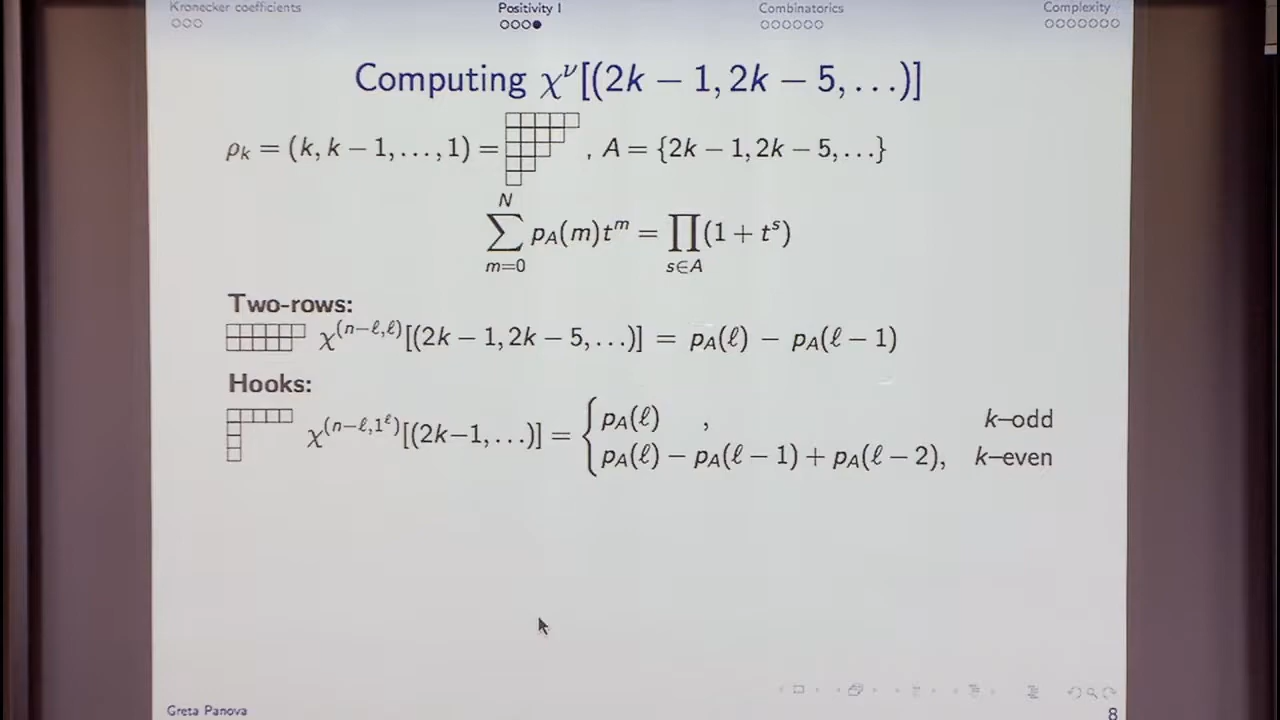 Kronecker coefficients Positivity I Combinatorics Complexity
Computing χ^ν[(2k − 1, 2k − 5, . . .)]
ρ_k = (k, k − 1, . . . , 1) = , A = {2k − 1, 2k − 5, . . .}
∑_{m=0}^{N} p_A(m)t^m = ∏_{s∈A}(1 + t^s)
Two-rows:
χ^{(n−ℓ,ℓ)}[(2k − 1, 2k − 5, . . .)] = p_A(ℓ) − p_A(ℓ − 1)
Hooks:
χ^{(n−ℓ,1^ℓ)}[(2k−1, . . .)] = { p_A(ℓ) , k–odd
p_A(ℓ) − p_A(ℓ − 1) + p_A(ℓ − 2), k–even
Greta Panova 8